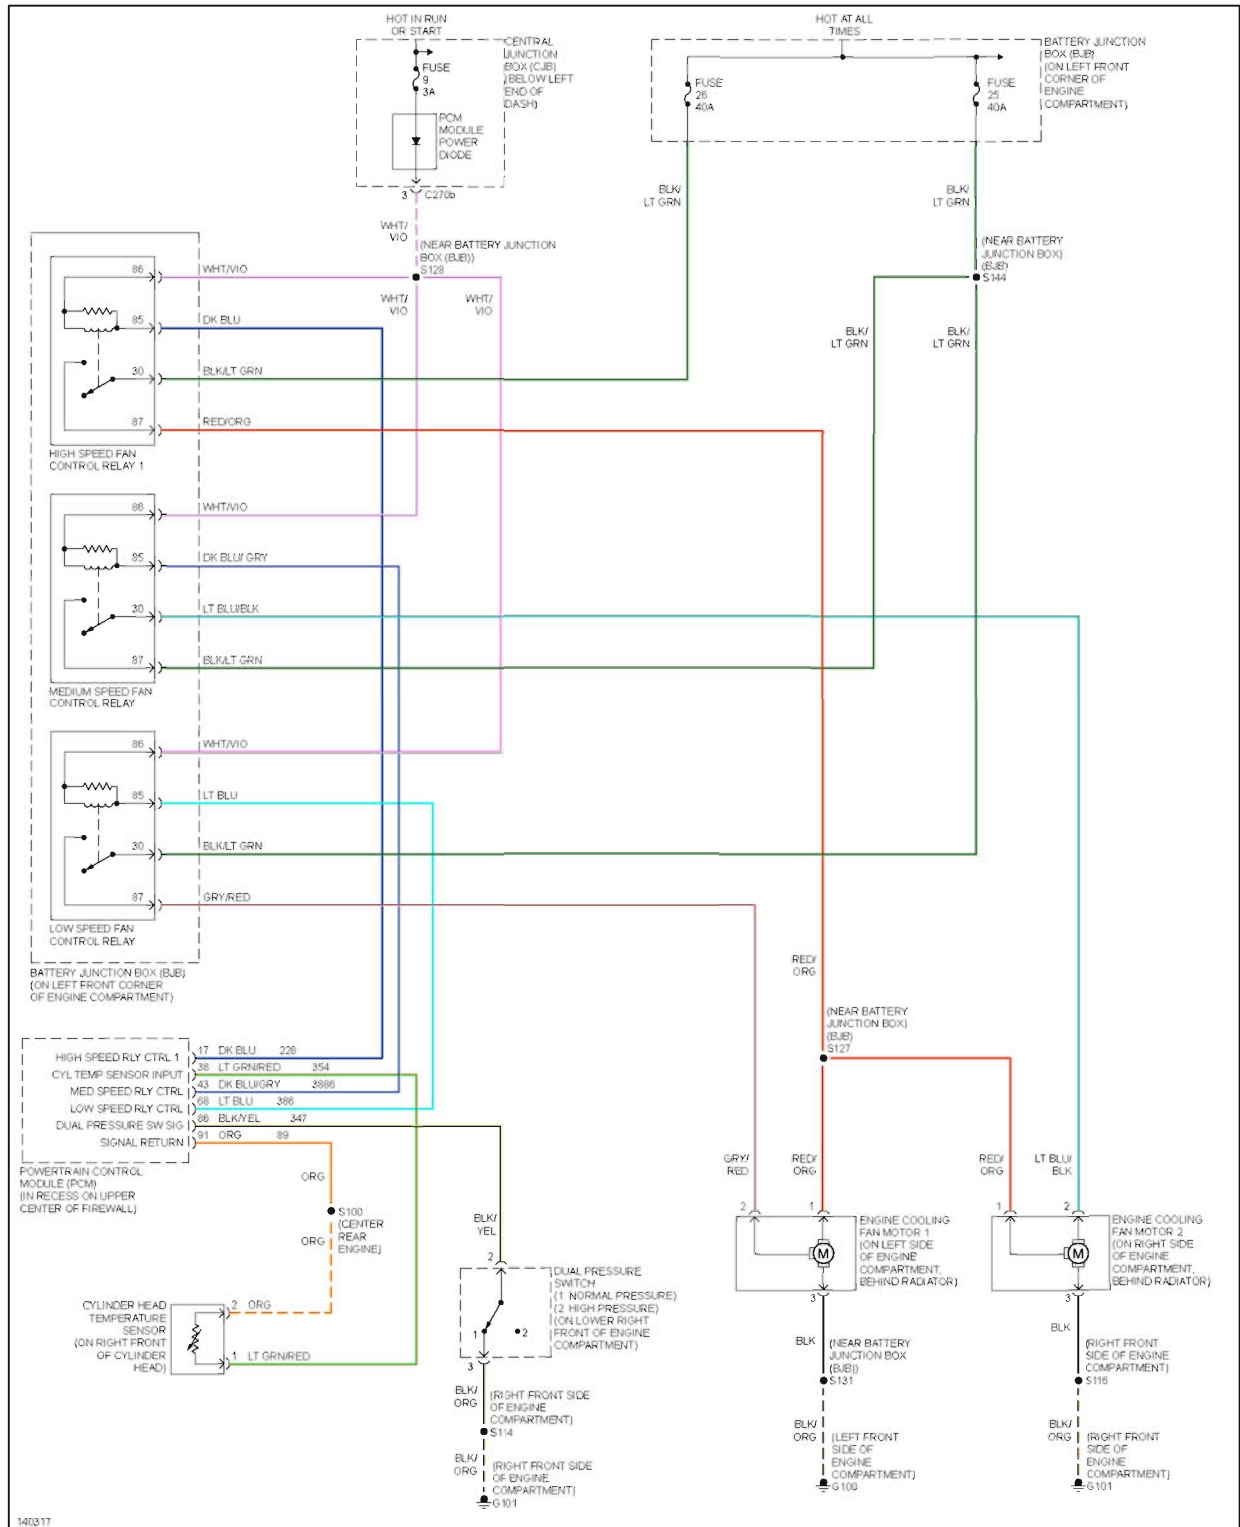 HOT IN RUN
OR START
CENTRAL
JUNCTION
BOX (CJB)
(BELOW LEFT
END OF
DASH)
FUSE
9
3A
PCM
MODULE
POWER
DIODE
3
C270b
WHT/
VIO
(NEAR BATTERY JUNCTION
BOX (BJB))
S128
WHT/
VIO
WHT/
VIO
HOT AT ALL
TIMES
BATTERY JUNCTION
BOX (BJB)
(ON LEFT FRONT
CORNER OF
ENGINE
COMPARTMENT)
FUSE
26
40A
FUSE
25
40A
BLK/
LT GRN
BLK/
LT GRN
(NEAR BATTERY
JUNCTION BOX)
(BJB)
S144
BLK/
LT GRN
BLK/
LT GRN
86 WHT/VIO
85 DK BLU
30 BLK/LT GRN
87 RED/ORG
HIGH SPEED FAN
CONTROL RELAY 1
86 WHT/VIO
85 DK BLU/ GRY
30 LT BLU/BLK
87 BLK/LT GRN
MEDIUM SPEED FAN
CONTROL RELAY
86 WHT/VIO
85 LT BLU
30 BLK/LT GRN
87 GRY/RED
LOW SPEED FAN
CONTROL RELAY
BATTERY JUNCTION BOX (BJB)
(ON LEFT FRONT CORNER
OF ENGINE COMPARTMENT)
RED/
ORG
(NEAR BATTERY
JUNCTION BOX)
(BJB)
S127
HIGH SPEED RLY CTRL 1 17 DK BLU 228
CYL TEMP SENSOR INPUT 38 LT GRN/RED 354
MED SPEED RLY CTRL 43 DK BLU/GRY 3886
LOW SPEED RLY CTRL 68 LT BLU 386
DUAL PRESSURE SW SIG 86 BLK/YEL 347
SIGNAL RETURN 91 ORG 89
POWERTRAIN CONTROL
MODULE (PCM)
(IN RECESS ON UPPER
CENTER OF FIREWALL)
ORG
S100
(CENTER
REAR
ENGINE)
ORG
BLK/
YEL
GRY/
RED
RED/
ORG
RED/
ORG
LT BLU/
BLK
2
1
1
2
ENGINE COOLING
FAN MOTOR 1
(ON LEFT SIDE
OF ENGINE
COMPARTMENT,
BEHIND RADIATOR)
M
ENGINE COOLING
FAN MOTOR 2
(ON RIGHT SIDE
OF ENGINE
COMPARTMENT,
BEHIND RADIATOR)
M
2
DUAL PRESSURE
SWITCH
(1 NORMAL PRESSURE)
(2 HIGH PRESSURE)
(ON LOWER RIGHT
FRONT OF ENGINE
COMPARTMENT)
1
2
3
CYLINDER HEAD
TEMPERATURE
SENSOR
(ON RIGHT FRONT
OF CYLINDER
HEAD)
2 ORG
1 LT GRN/RED
BLK/
ORG
(RIGHT FRONT SIDE
OF ENGINE
COMPARTMENT)
S114
BLK/
ORG
(RIGHT FRONT SIDE
OF ENGINE
COMPARTMENT)
G101
3
BLK
(NEAR BATTERY
JUNCTION BOX
(BJB))
S131
BLK/
ORG
(LEFT FRONT
SIDE OF
ENGINE
COMPARTMENT)
G100
3
BLK
(RIGHT FRONT
SIDE OF ENGINE
COMPARTMENT)
S116
BLK/
ORG
(RIGHT FRONT
SIDE OF
ENGINE
COMPARTMENT)
G101
140317